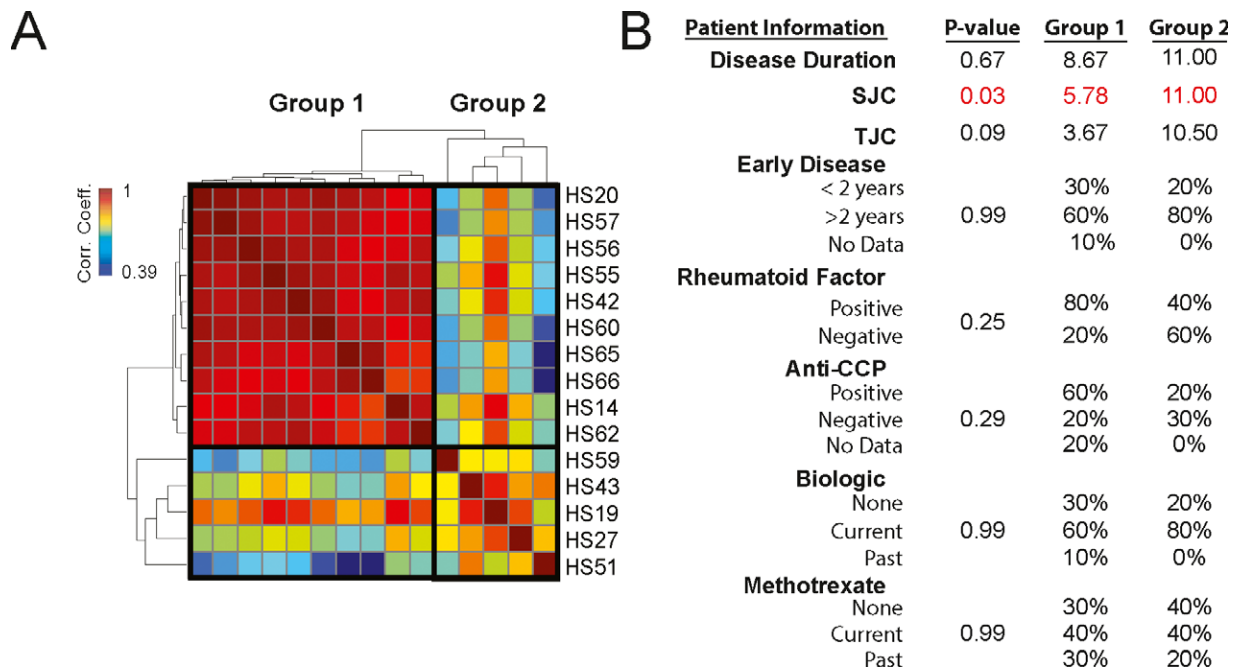 A
Group 1 Group 2
Corr. Coeff.
1
0.39
HS20
HS57
HS56
HS55
HS42
HS60
HS65
HS66
HS14
HS62
HS59
HS43
HS19
HS27
HS51
B
Patient Information P-value Group 1 Group 2
Disease Duration 0.67 8.67 11.00
SJC 0.03 5.78 11.00
TJC 0.09 3.67 10.50
Early Disease
< 2 years 30% 20%
>2 years 0.99 60% 80%
No Data 10% 0%
Rheumatoid Factor
Positive 80% 40%
0.25
Negative 20% 60%
Anti-CCP
Positive 60% 20%
Negative 0.29 20% 30%
No Data 20% 0%
Biologic
None 30% 20%
Current 0.99 60% 80%
Past 10% 0%
Methotrexate
None 30% 40%
Current 0.99 40% 40%
Past 30% 20%